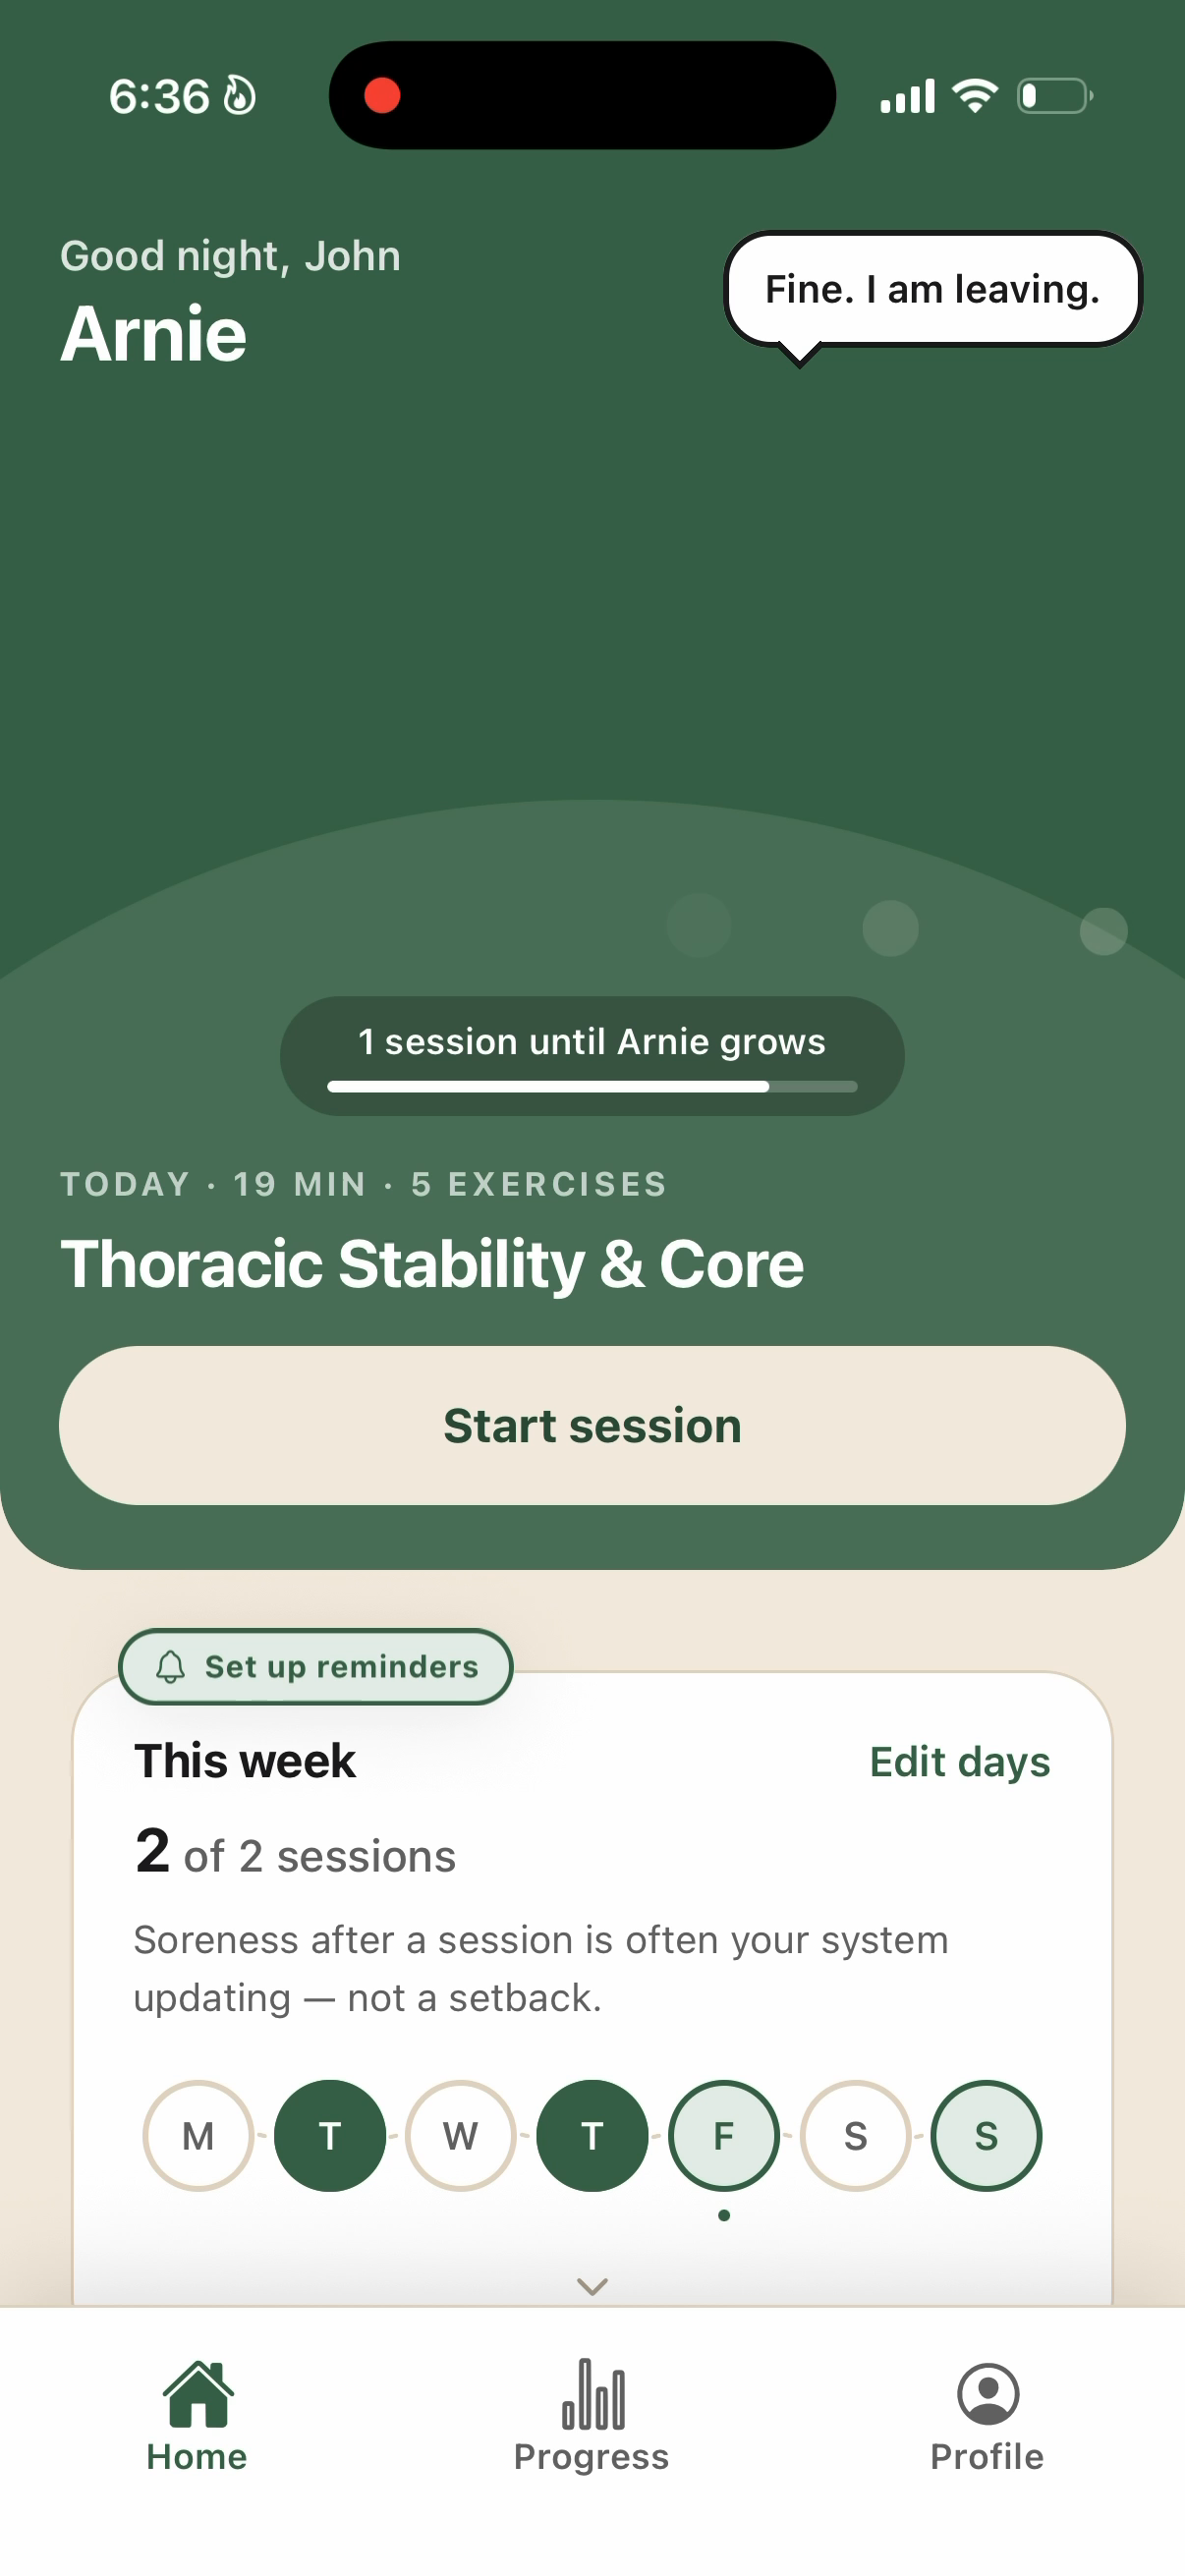 6:36
Good night, John
Arnie
Fine. I am leaving.
1 session until Arnie grows
TODAY · 19 MIN · 5 EXERCISES
Thoracic Stability & Core
Start session
Set up reminders
This week
Edit days
2 of 2 sessions
Soreness after a session is often your system
updating — not a setback.
M T W T F S S
Home Progress Profile